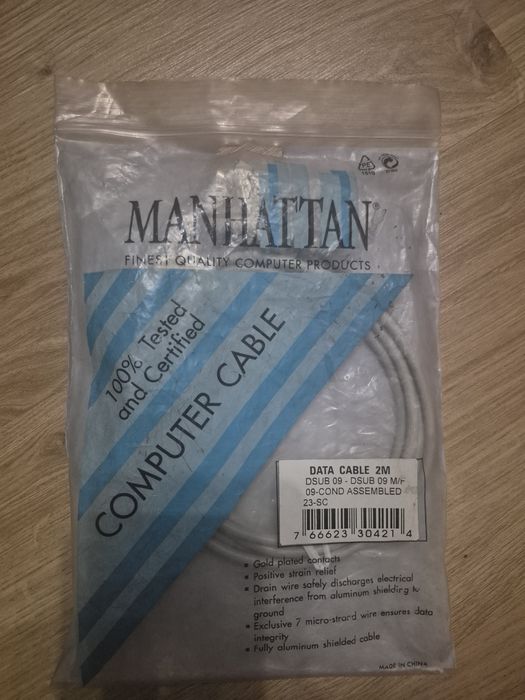 MANHATTAN®
FINEST QUALITY COMPUTER PRODUCTS
100% Tested
and Certified
COMPUTER CABLE
DATA CABLE 2M
DSUB 09 - DSUB 09 M/F
09-COND ASSEMBLED
23-SC
7 66623 30421 4
Gold plated contacts
Positive strain relief
Drain wire safely discharges electrical
interference from aluminum shielding to
ground
Exclusive 7 micro-strand wire ensures data
integrity
Fully aluminum shielded cable
MADE IN CHINA
PE